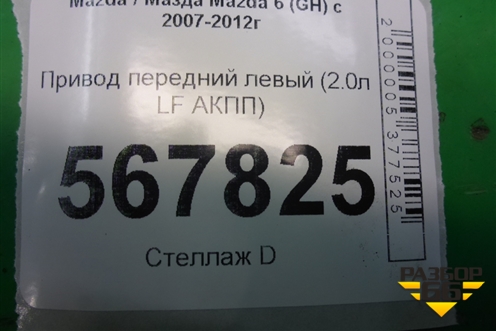 Mazda / Мазда Mazda 6 (GH) с
2007-2012г
Привод передний левый (2.0л
LF АКПП)
567825
Стеллаж D
2000005377525
РАЗБОР